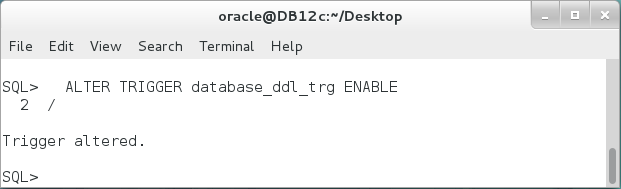 oracle@DB12c:~/Desktop
File Edit View Search Terminal Help
SQL>   ALTER TRIGGER database_ddl_trg ENABLE
  2  /
Trigger altered.
SQL>